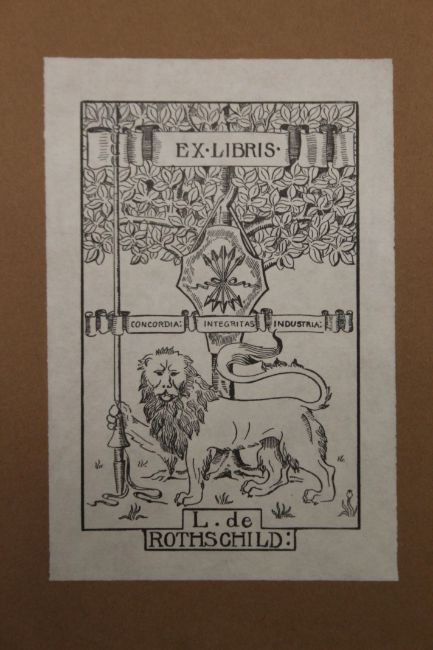 EX·LIBRIS·
CONCORDIA: INTEGRITAS INDUSTRIA:
L. de
ROTHSCHILD: